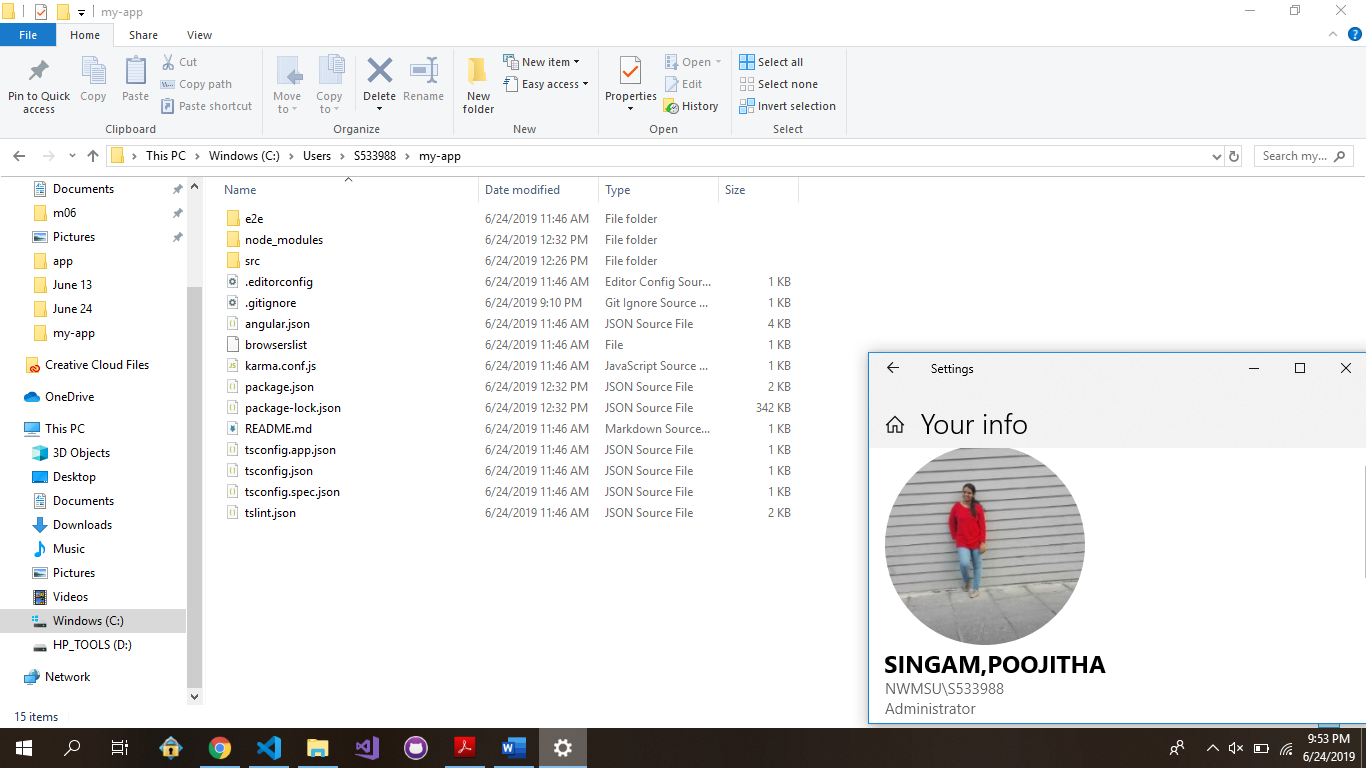 my-app
File Home Share View
Pin to Quick access
Copy
Paste
Cut
Copy path
Paste shortcut
Clipboard
Move to
Copy to
Delete
Rename
Organize
New folder
New item
Easy access
New
Properties
Open
Edit
History
Open
Select all
Select none
Invert selection
Select
This PC > Windows (C:) > Users > S533988 > my-app
Search my...
Documents
m06
Pictures
app
June 13
June 24
my-app
Creative Cloud Files
OneDrive
This PC
3D Objects
Desktop
Documents
Downloads
Music
Pictures
Videos
Windows (C:)
HP_TOOLS (D:)
Network
Name Date modified Type Size
e2e 6/24/2019 11:46 AM File folder
node_modules 6/24/2019 12:32 PM File folder
src 6/24/2019 12:26 PM File folder
.editorconfig 6/24/2019 11:46 AM Editor Config Sour... 1 KB
.gitignore 6/24/2019 9:10 PM Git Ignore Source ... 1 KB
angular.json 6/24/2019 11:46 AM JSON Source File 4 KB
browserslist 6/24/2019 11:46 AM File 1 KB
karma.conf.js 6/24/2019 11:46 AM JavaScript Source ... 1 KB
package.json 6/24/2019 12:32 PM JSON Source File 2 KB
package-lock.json 6/24/2019 12:32 PM JSON Source File 342 KB
README.md 6/24/2019 11:46 AM Markdown Source... 1 KB
tsconfig.app.json 6/24/2019 11:46 AM JSON Source File 1 KB
tsconfig.json 6/24/2019 11:46 AM JSON Source File 1 KB
tsconfig.spec.json 6/24/2019 11:46 AM JSON Source File 1 KB
tslint.json 6/24/2019 11:46 AM JSON Source File 2 KB
Settings
Your info
SINGAM,POOJITHA
NWMSU\S533988
Administrator
15 items
9:53 PM
6/24/2019